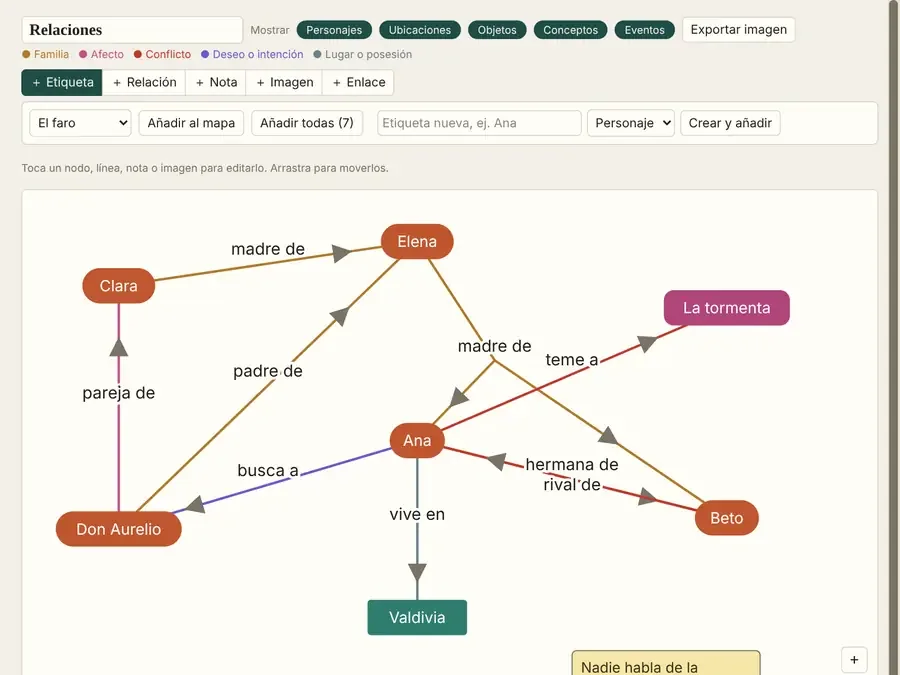 Relaciones
Mostrar
Personajes
Ubicaciones
Objetos
Conceptos
Eventos
Exportar imagen
Familia
Afecto
Conflicto
Deseo o intención
Lugar o posesión
+ Etiqueta
+ Relación
+ Nota
+ Imagen
+ Enlace
El faro
Añadir al mapa
Añadir todas (7)
Etiqueta nueva, ej. Ana
Personaje
Crear y añadir
Toca un nodo, línea, nota o imagen para editarlo. Arrastra para moverlos.
Elena
madre de
Clara
La tormenta
madre de
teme a
padre de
pareja de
Ana
hermana de
busca a
rival de
vive en
Beto
Don Aurelio
Valdivia
+
Nadie habla de la